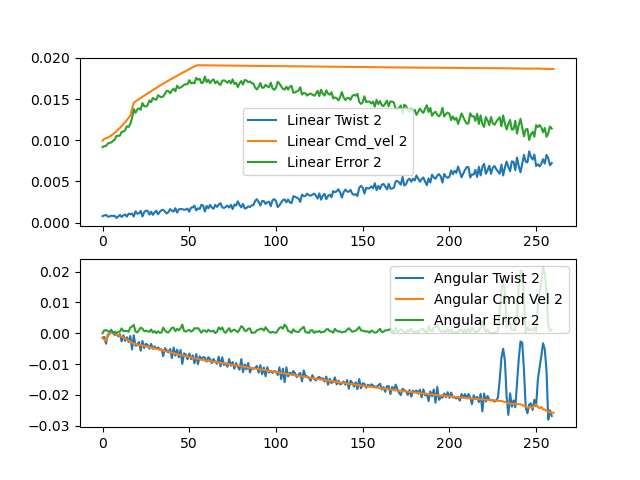 0.020
0.015
0.010
0.005
0.000
Linear Twist 2
Linear Cmd_vel 2
Linear Error 2
0 50 100 150 200 250
0.02
0.01
0.00
−0.01
−0.02
−0.03
Angular Twist 2
Angular Cmd Vel 2
Angular Error 2
0 50 100 150 200 250